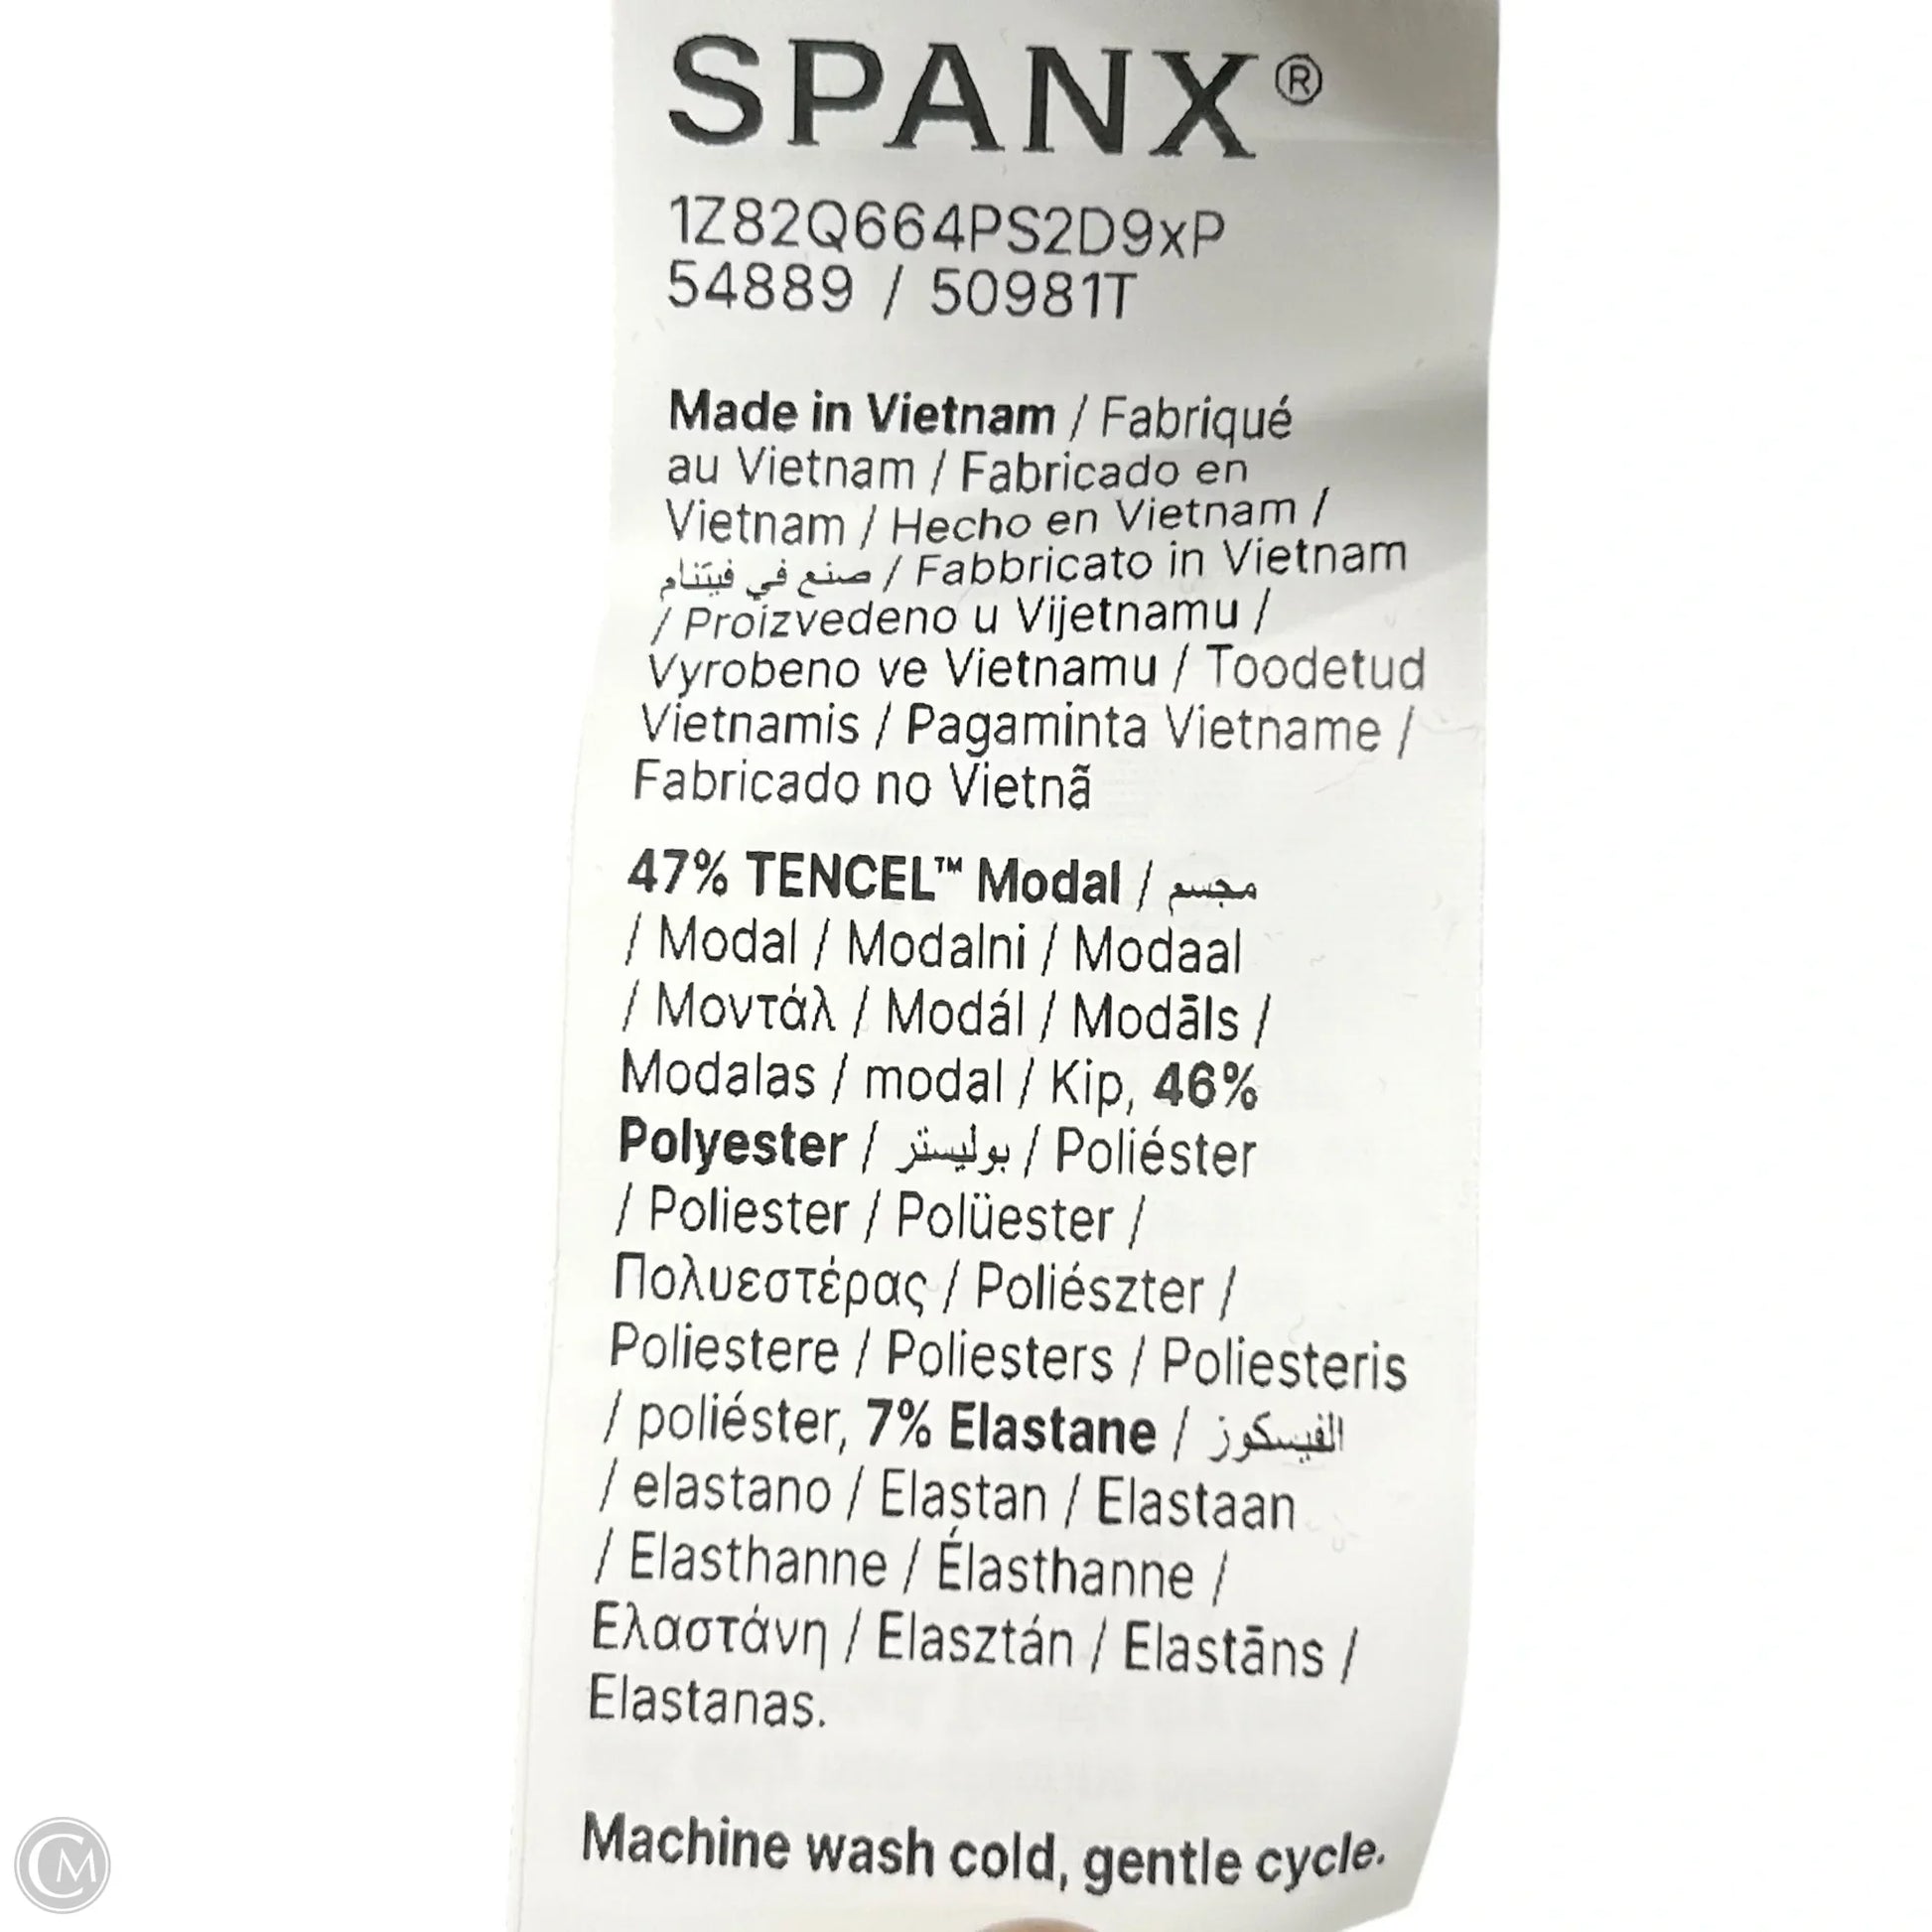 SPANX®
1Z82Q664PS2D9xP
54889 / 50981T
Made in Vietnam / Fabriqué
au Vietnam / Fabricado en
Vietnam / Hecho en Vietnam /
صنع في فيتنام / Fabbricato in Vietnam
/ Proizvedeno u Vijetnamu /
Vyrobeno ve Vietnamu / Toodetud
Vietnamis / Pagaminta Vietname /
Fabricado no Vietnã
47% TENCEL™ Modal / مجسم
/ Modal / Modalni / Modaal
/ Μοντάλ / Modál / Modāls /
Modalas / modal / Kip, 46%
Polyester / بوليستر / Poliéster
/ Poliester / Polüester /
Πολυεστέρας / Poliészter /
Poliestere / Poliesters / Poliesteris
/ poliéster, 7% Elastane / الفيسكوز
/ elastano / Elastan / Elastaan
/ Elasthanne / Élasthanne /
Ελαστάνη / Elasztán / Elastāns /
Elastanas.
Machine wash cold, gentle cycle.
CM